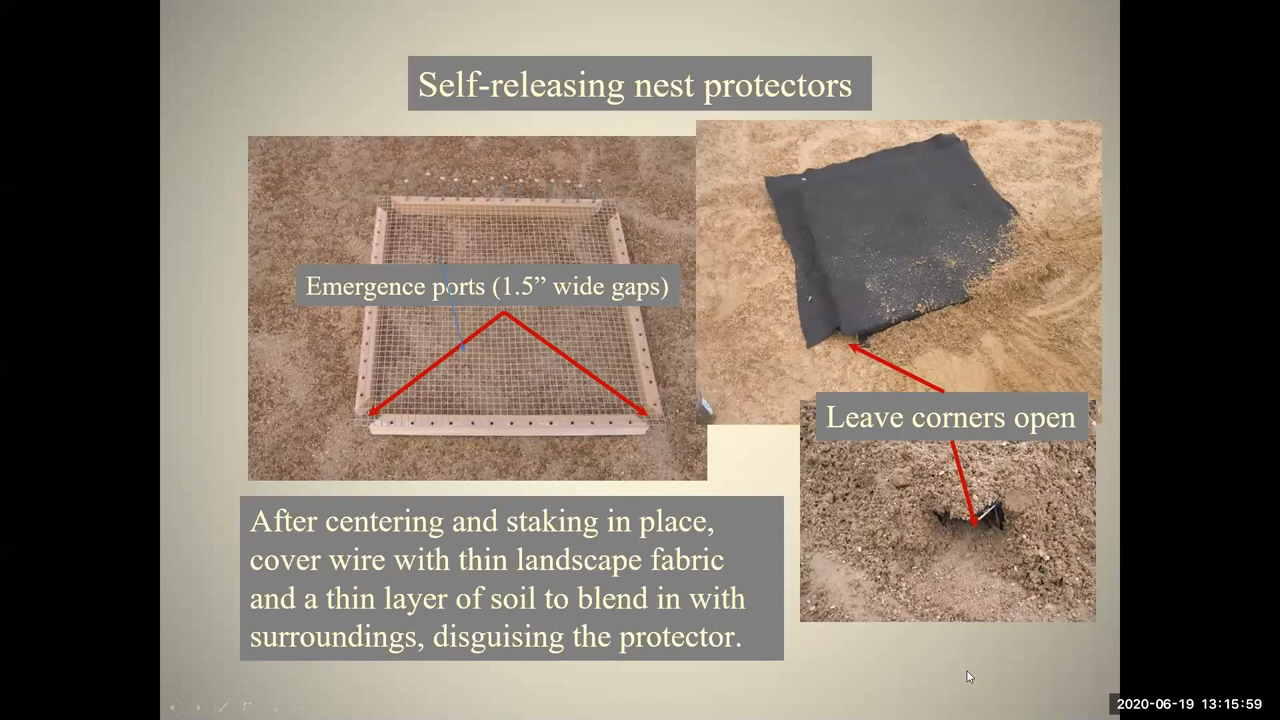 Self-releasing nest protectors
Emergence ports (1.5” wide gaps)
Leave corners open
After centering and staking in place,
cover wire with thin landscape fabric
and a thin layer of soil to blend in with
surroundings, disguising the protector.
2020-06-19 13:15:59